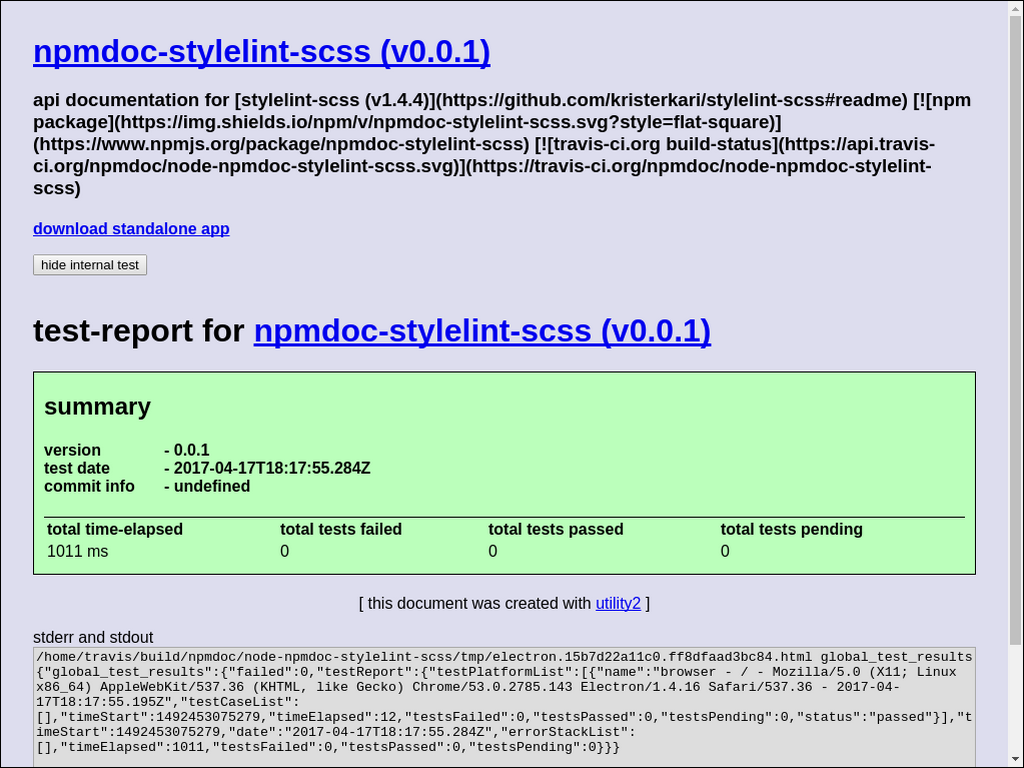 npmdoc-stylelint-scss (v0.0.1)
api documentation for [stylelint-scss (v1.4.4)](https://github.com/kristerkari/stylelint-scss#readme) [![npm
package](https://img.shields.io/npm/v/npmdoc-stylelint-scss.svg?style=flat-square)]
(https://www.npmjs.org/package/npmdoc-stylelint-scss) [![travis-ci.org build-status](https://api.travis-
ci.org/npmdoc/node-npmdoc-stylelint-scss.svg)](https://travis-ci.org/npmdoc/node-npmdoc-stylelint-
scss)
download standalone app
hide internal test
test-report for npmdoc-stylelint-scss (v0.0.1)
summary
version - 0.0.1
test date - 2017-04-17T18:17:55.284Z
commit info - undefined
total time-elapsed total tests failed total tests passed total tests pending
1011 ms 0 0 0
[ this document was created with utility2 ]
stderr and stdout
/home/travis/build/npmdoc/node-npmdoc-stylelint-scss/tmp/electron.15b7d22a11c0.ff8dfaad3bc84.html global_test_results
{"global_test_results":{"failed":0,"testReport":{"testPlatformList":[{"name":"browser - / - Mozilla/5.0 (X11; Linux
x86_64) AppleWebKit/537.36 (KHTML, like Gecko) Chrome/53.0.2785.143 Electron/1.4.16 Safari/537.36 - 2017-04-
17T18:17:55.195Z","testCaseList":
[],"timeStart":1492453075279,"timeElapsed":12,"testsFailed":0,"testsPassed":0,"testsPending":0,"status":"passed"}],"t
imeStart":1492453075279,"date":"2017-04-17T18:17:55.284Z","errorStackList":
[],"timeElapsed":1011,"testsFailed":0,"testsPassed":0,"testsPending":0}}}